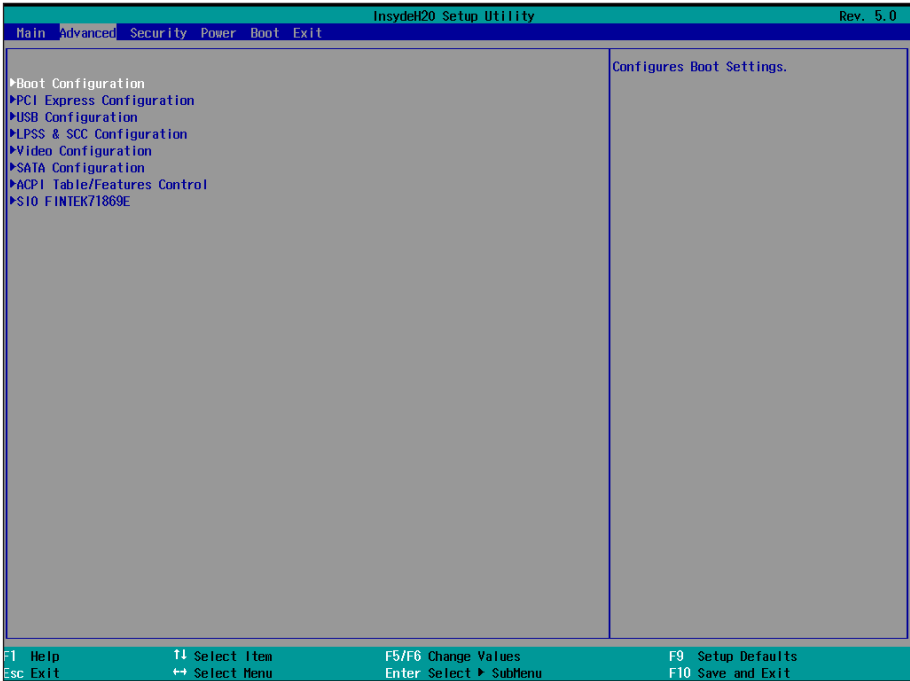 InsydeH20 Setup Utility Rev. 5.0
Main Advanced Security Power Boot Exit
Configures Boot Settings.
▶Boot Configuration
▶PCI Express Configuration
▶USB Configuration
▶LPSS & SCC Configuration
▶Video Configuration
▶SATA Configuration
▶ACPI Table/Features Control
▶SIO FINTEK71869E
F1 Help ↑↓ Select Item F5/F6 Change Values F9 Setup Defaults
Esc Exit ↔ Select Menu Enter Select ▶ SubMenu F10 Save and Exit